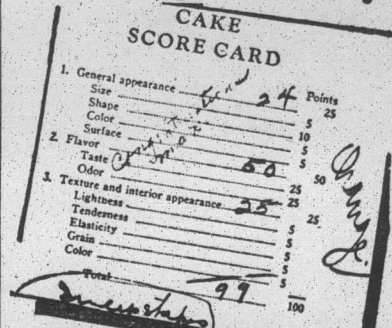 CAKE
SCORE CARD
Points
1. General appearance 24 25
Size 5
Shape 10
Color 5
Surface 5
2. Flavor 50 50
Taste 25
Odor 25
3. Texture and interior appearance 25 25
Lightness 5
Tenderness 5
Elasticity 5
Grain 5
Color 5
Total 99 100
Sweepstakes